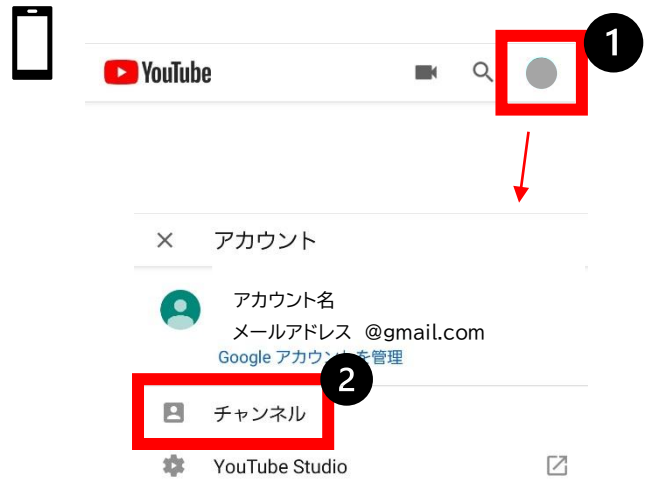 1
YouTube
アカウント
アカウント名
メールアドレス @gmail.com
Google アカウントを管理
2
チャンネル
YouTube Studio